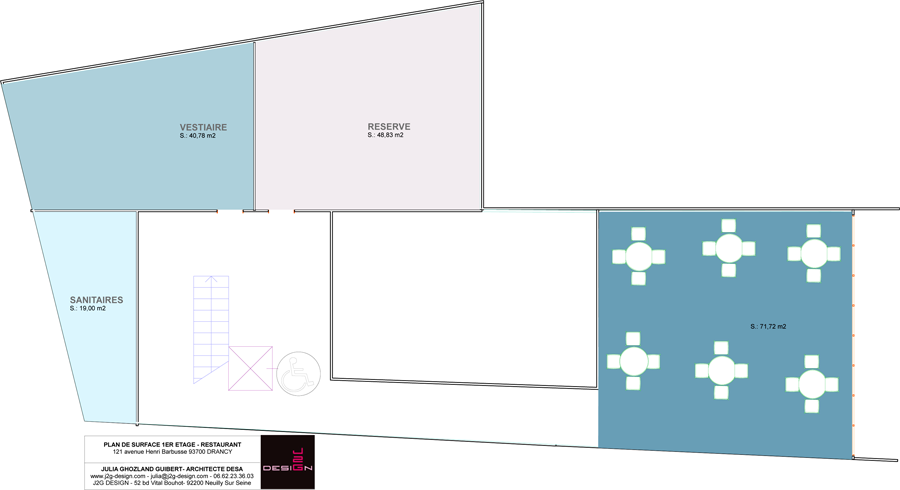 VESTIAIRE
S.: 40,78 m2
RESERVE
S.: 48,83 m2
SANITAIRES
S.: 19,00 m2
S.: 71,72 m2
PLAN DE SURFACE 1ER ETAGE - RESTAURANT
121 avenue Henri Barbusse 93700 DRANCY
JULIA GHOZLAND GUIBERT- ARCHITECTE DESA
www.j2g-design.com - julia@j2g-design.com - 06.62.23.36.03
J2G DESIGN - 52 bd Vital Bouhot- 92200 Neuilly Sur Seine
J2G
DESIGN